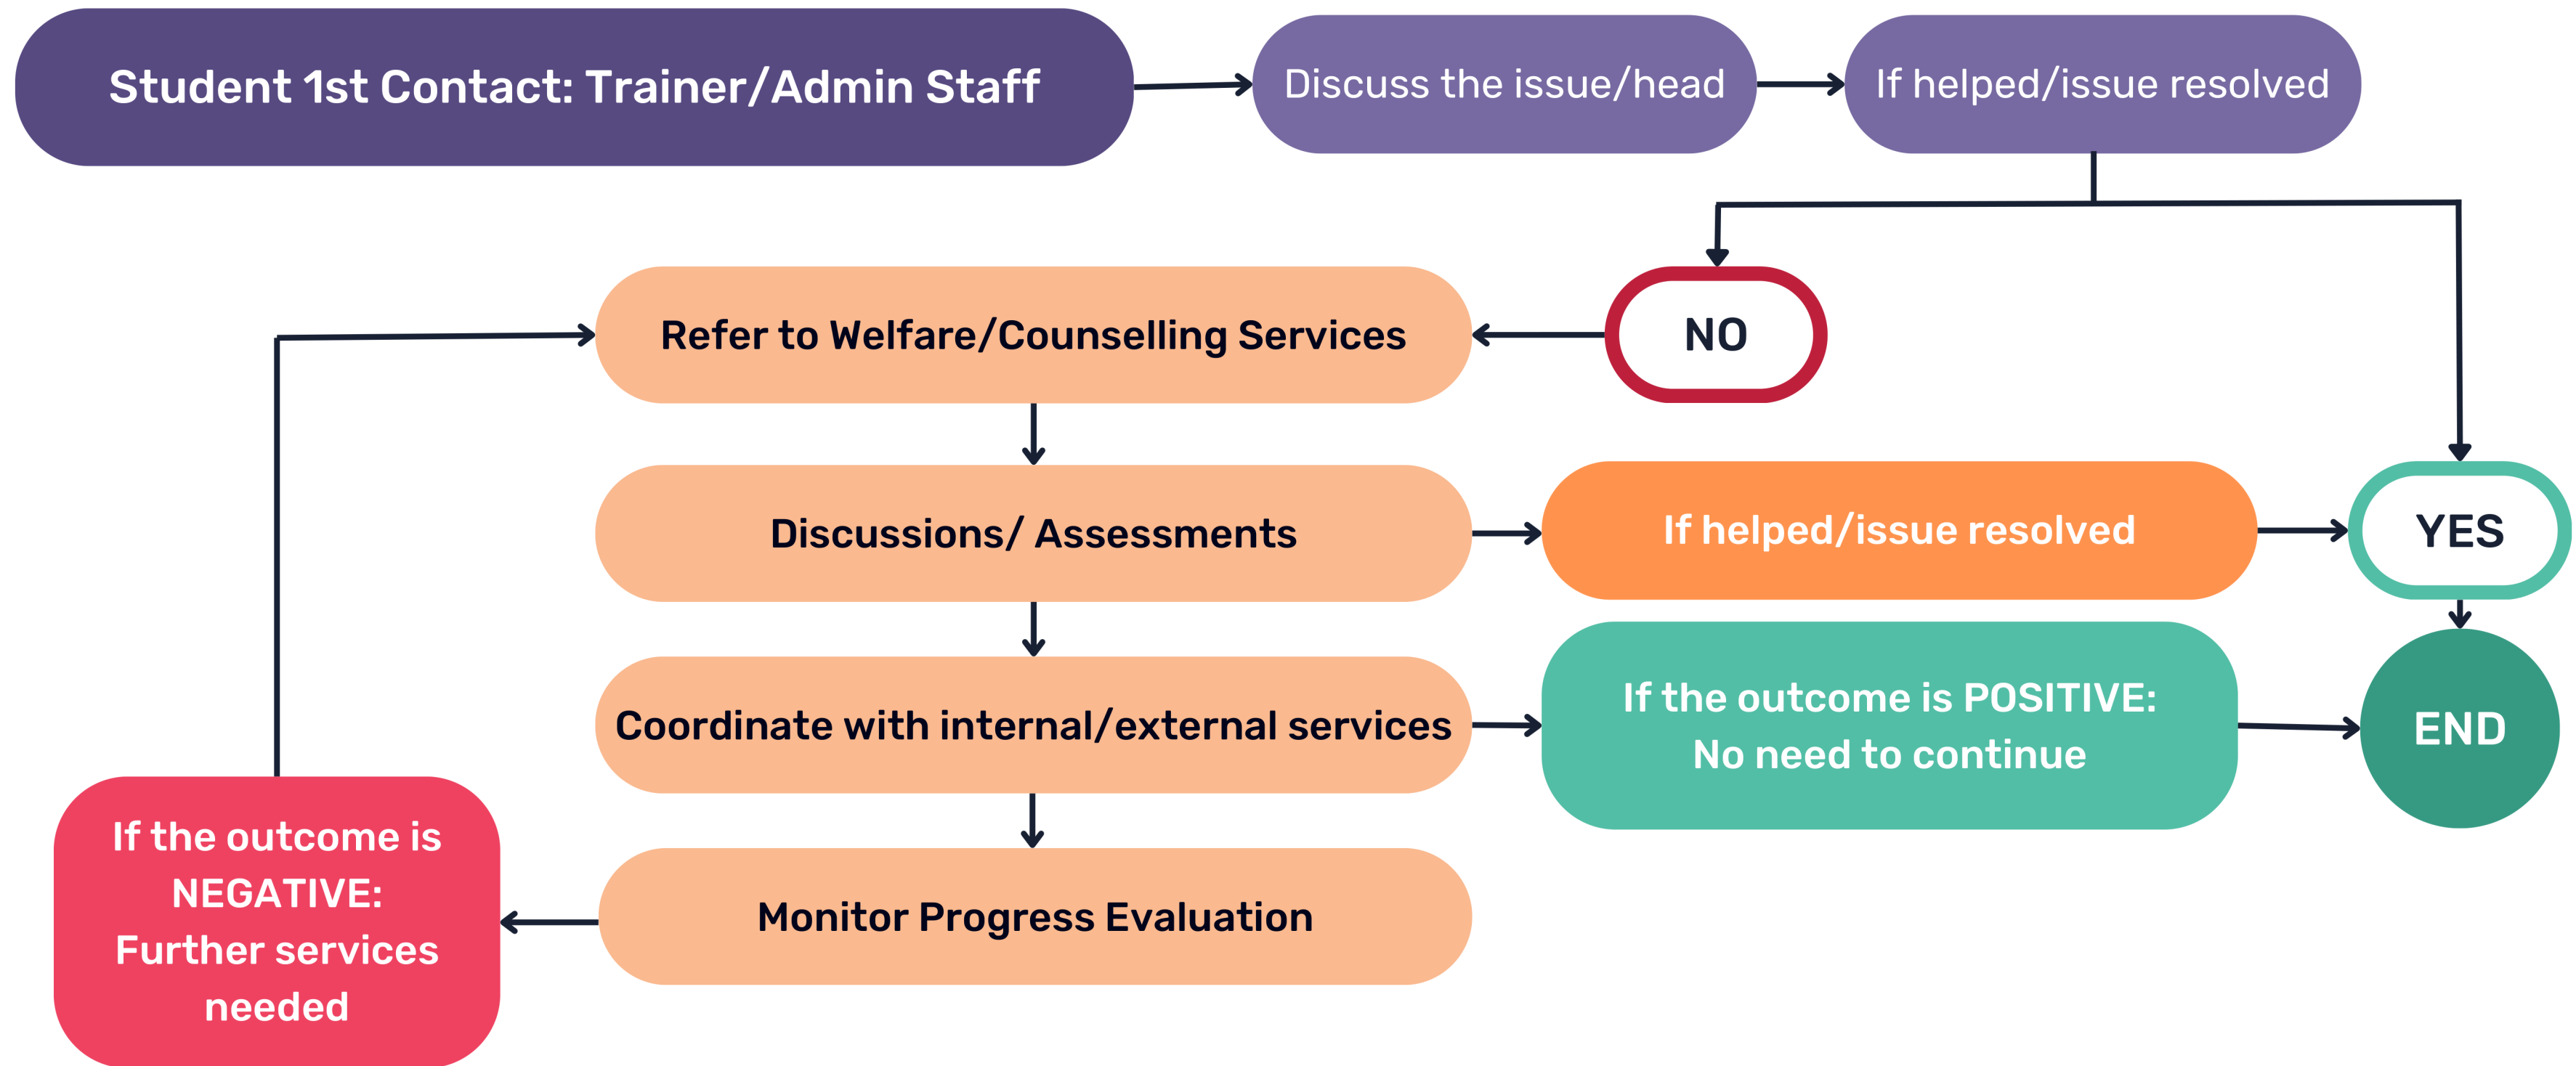 Student 1st Contact: Trainer/Admin Staff
Discuss the issue/head
If helped/issue resolved
NO
Refer to Welfare/Counselling Services
Discussions/ Assessments
If helped/issue resolved
YES
Coordinate with internal/external services
If the outcome is POSITIVE:
No need to continue
END
Monitor Progress Evaluation
If the outcome is
NEGATIVE:
Further services
needed